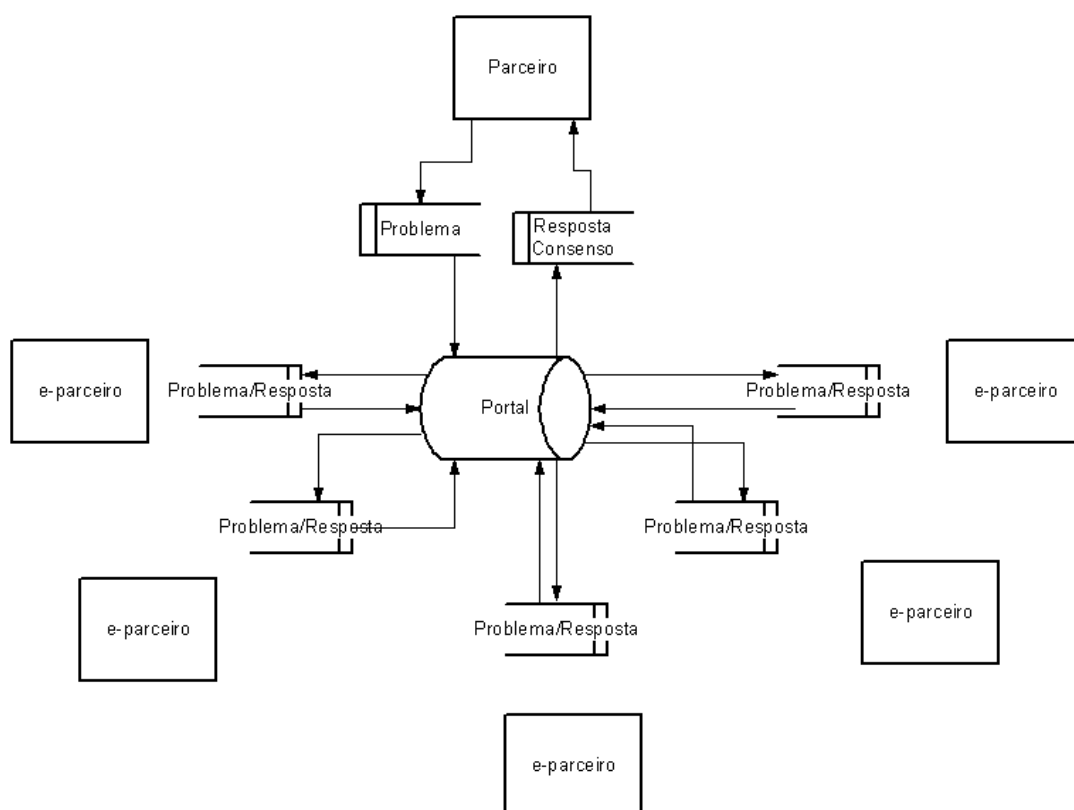 Parceiro
Problema
Resposta
Consenso
e-parceiro
Problema/Resposta
Portal
Problema/Resposta
e-parceiro
Problema/Resposta
Problema/Resposta
e-parceiro
Problema/Resposta
e-parceiro
e-parceiro